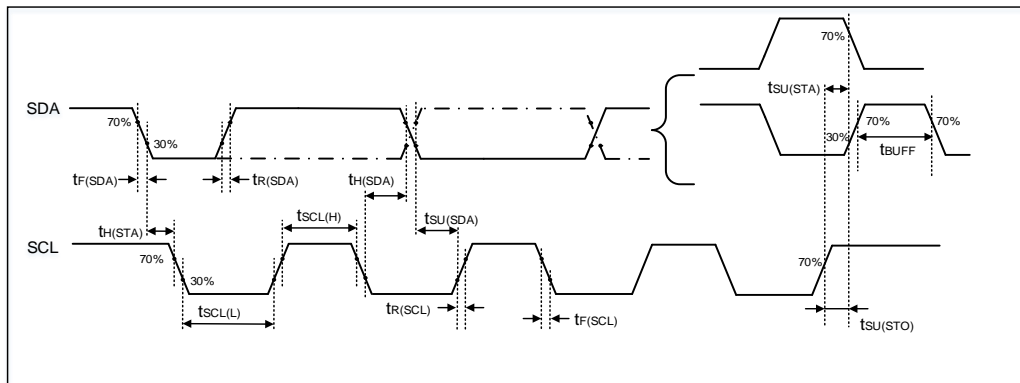 70%
tSU(STA)
SDA
70%
30%
30%
70%
70%
tBUFF
tF(SDA)
tR(SDA)
tH(SDA)
tSU(SDA)
tH(STA)
tSCL(H)
SCL
70%
30%
70%
tSCL(L)
tR(SCL)
tF(SCL)
tSU(STO)